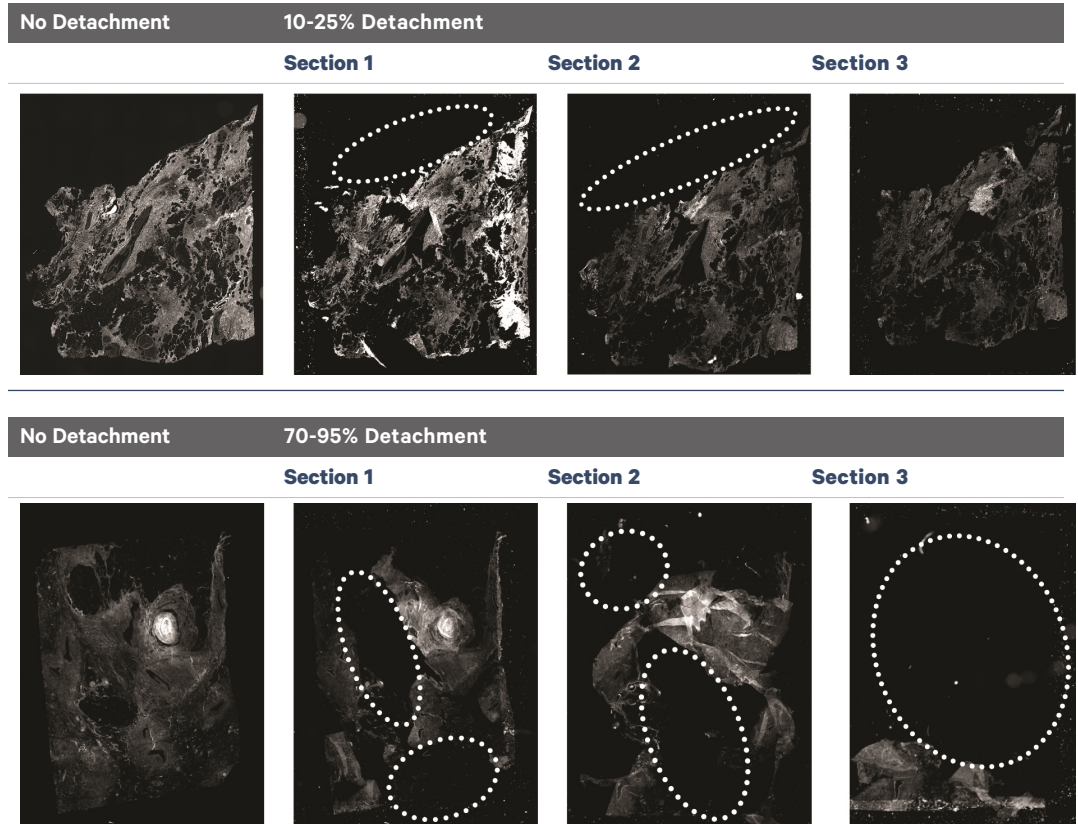 No Detachment 10-25% Detachment
Section 1 Section 2 Section 3
No Detachment 70-95% Detachment
Section 1 Section 2 Section 3